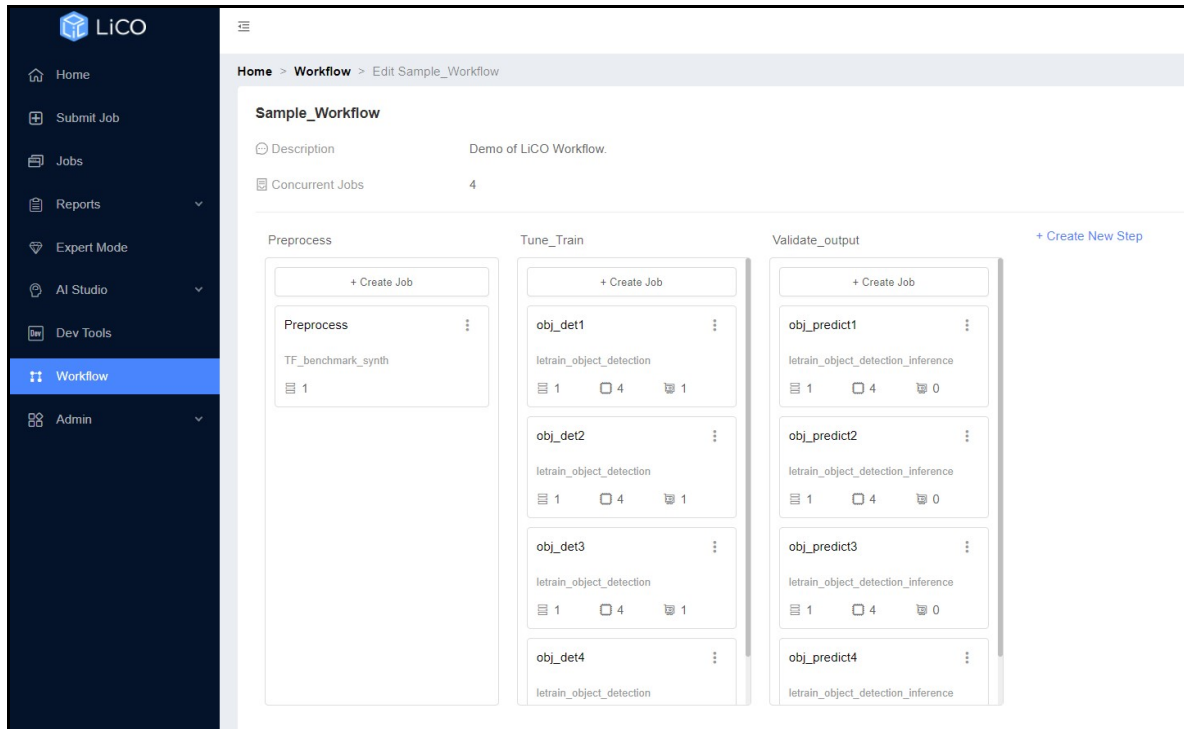 LiCO
Home
Submit Job
Jobs
Reports
Expert Mode
AI Studio
Dev Dev Tools
Workflow
Admin
Home > Workflow > Edit Sample_Workflow
Sample_Workflow
Description Demo of LiCO Workflow.
Concurrent Jobs 4
Preprocess
+ Create Job
Preprocess
TF_benchmark_synth
1
Tune_Train
+ Create Job
obj_det1
letrain_object_detection
1 4 1
obj_det2
letrain_object_detection
1 4 1
obj_det3
letrain_object_detection
1 4 1
obj_det4
letrain_object_detection
Validate_output
+ Create Job
obj_predict1
letrain_object_detection_inference
1 4 0
obj_predict2
letrain_object_detection_inference
1 4 0
obj_predict3
letrain_object_detection_inference
1 4 0
obj_predict4
letrain_object_detection_inference
+ Create New Step